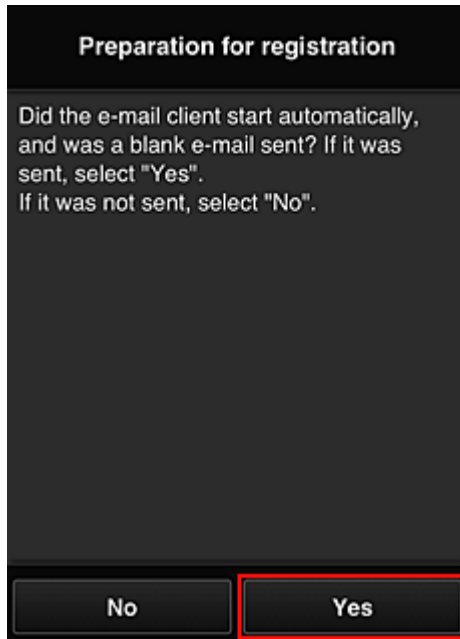 Preparation for registration
Did the e-mail client start automatically,
and was a blank e-mail sent? If it was
sent, select "Yes".
If it was not sent, select "No".
No
Yes